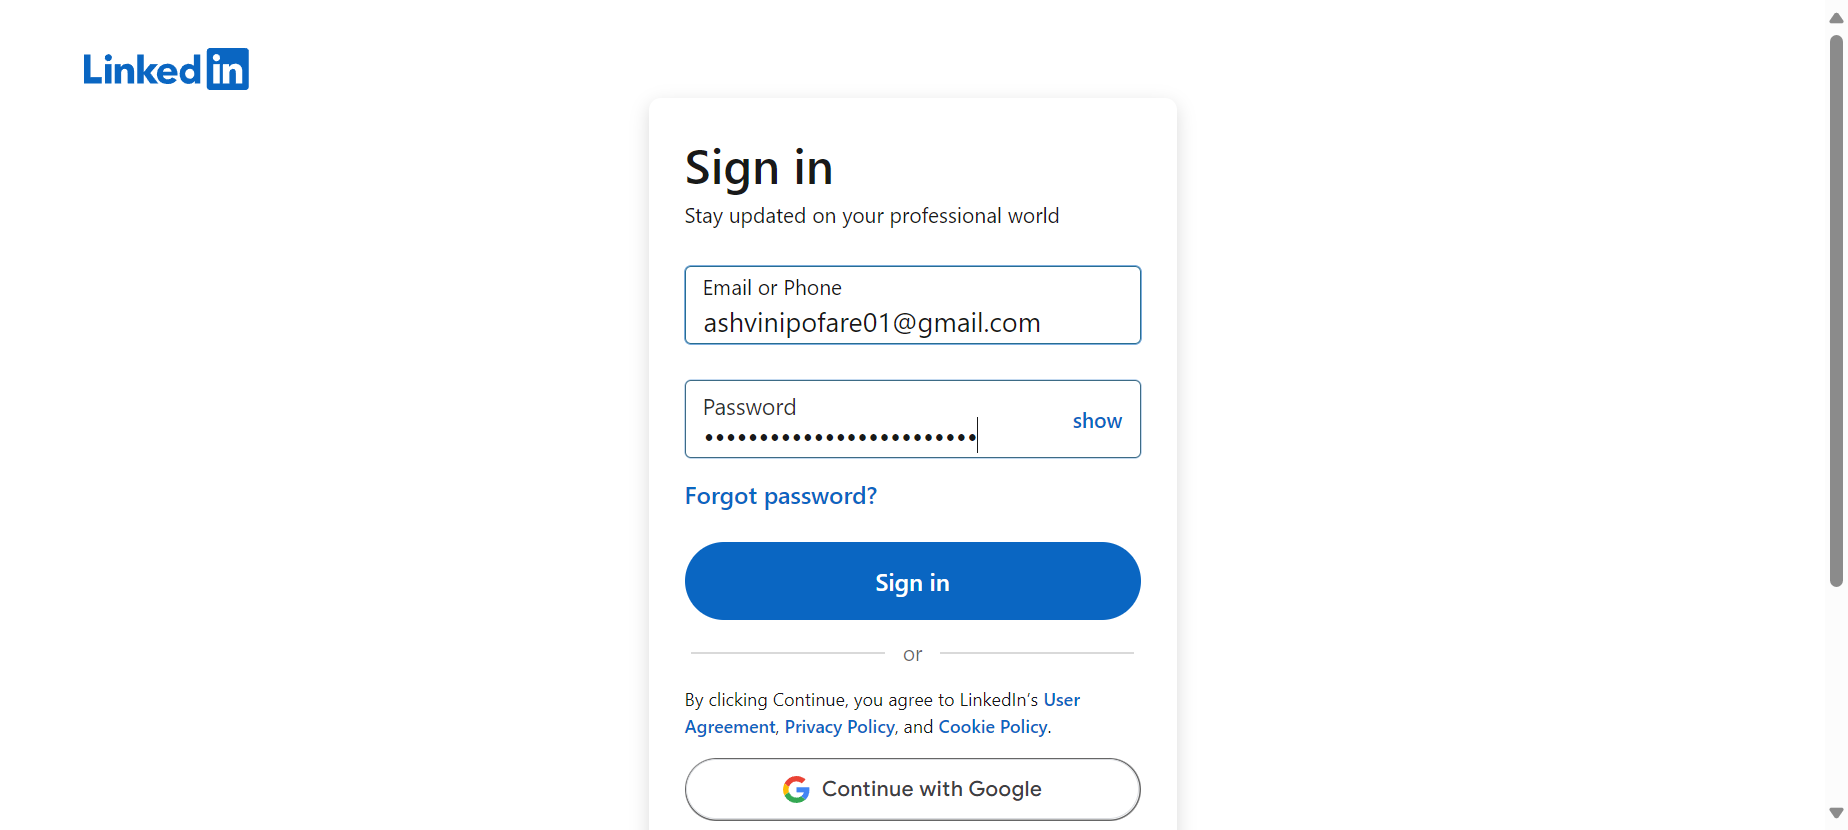 Linked in
Sign in
Stay updated on your professional world
Email or Phone
ashvinipofare01@gmail.com
Password
•••••••••••••••••••••••••
show
Forgot password?
Sign in
or
By clicking Continue, you agree to LinkedIn’s User
Agreement, Privacy Policy, and Cookie Policy.
Continue with Google